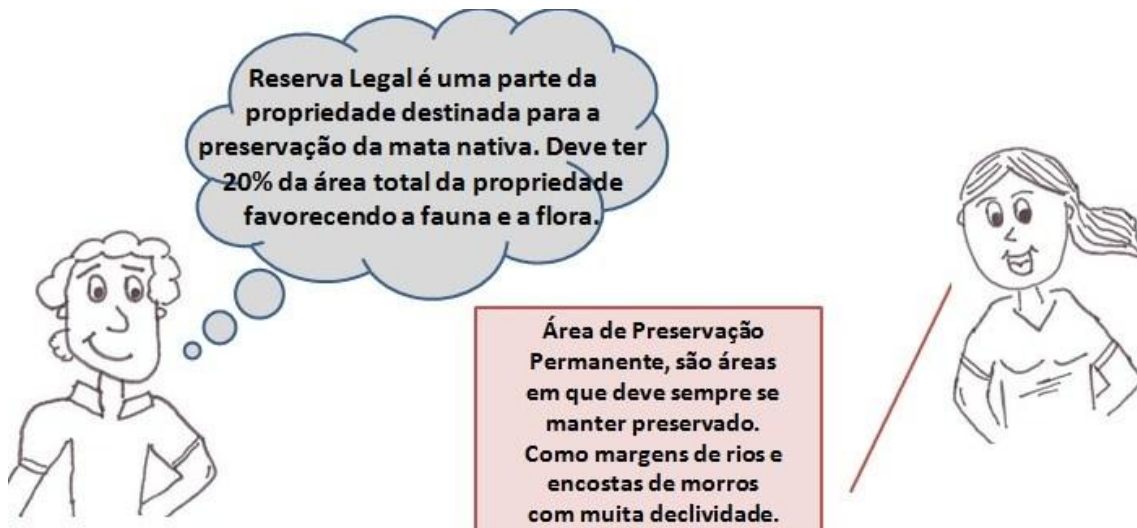 Reserva Legal é uma parte da
propriedade destinada para a
preservação da mata nativa. Deve ter
20% da área total da propriedade
favorecendo a fauna e a flora.
Área de Preservação
Permanente, são áreas
em que deve sempre se
manter preservado.
Como margens de rios e
encostas de morros
com muita declividade.